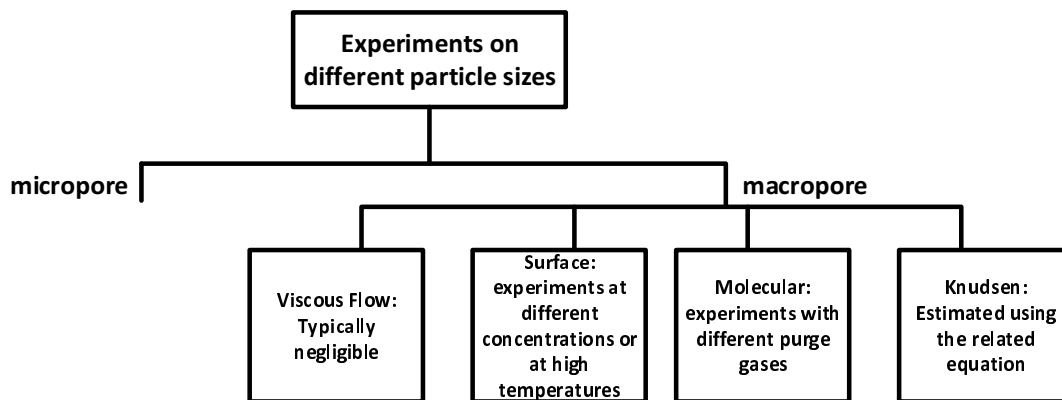 Experiments on
different particle sizes
micropore
macropore
Viscous Flow:
Typically
negligible
Surface:
experiments at
different
concentrations or
at high
temperatures
Molecular:
experiments with
different purge
gases
Knudsen:
Estimated using
the related
equation